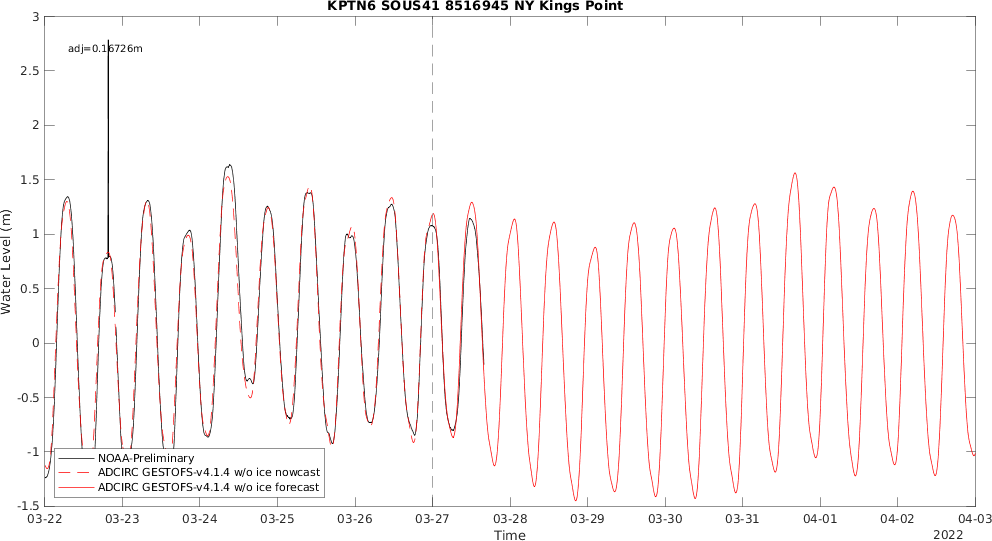 KPTN6 SOUS41 8516945 NY Kings Point
adj=0.16726m
Water Level (m)
3
2.5
2
1.5
1
0.5
0
-0.5
-1
-1.5
NOAA-Preliminary
ADCIRC GESTOFS-v4.1.4 w/o ice nowcast
ADCIRC GESTOFS-v4.1.4 w/o ice forecast
03-22 03-23 03-24 03-25 03-26 03-27 03-28 03-29 03-30 03-31 04-01 04-02 04-03
Time
2022